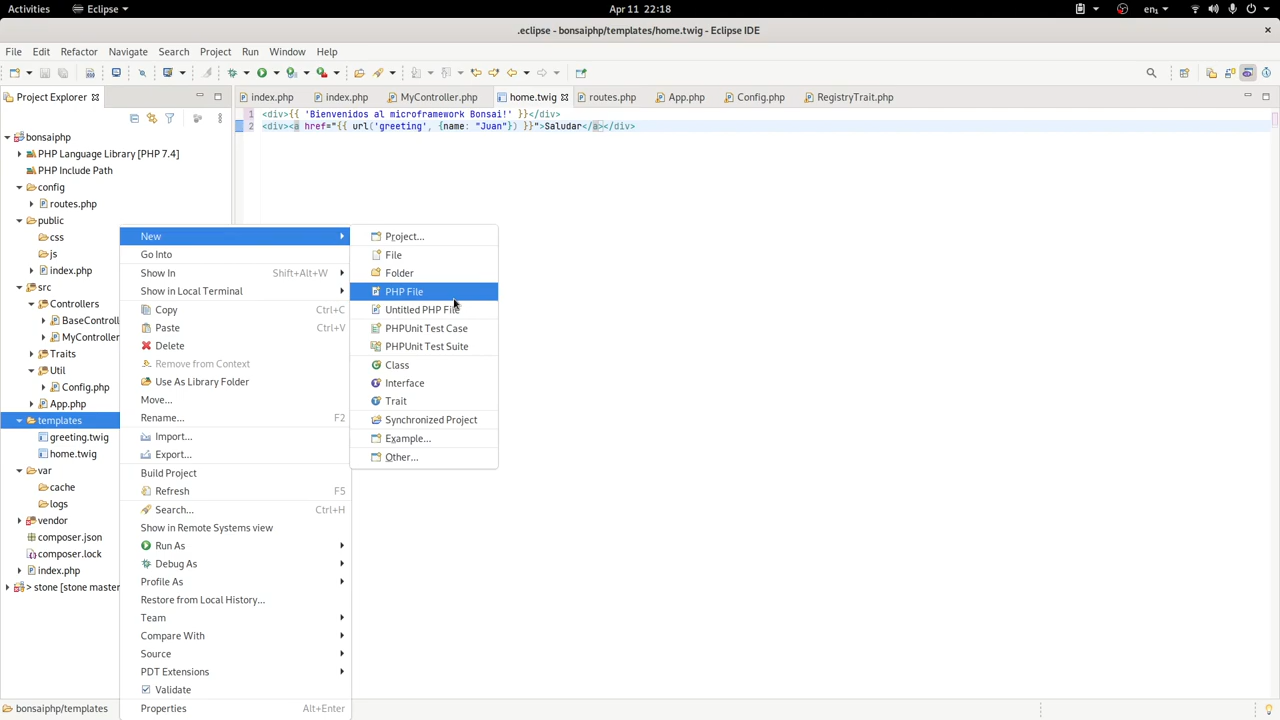 Activities Eclipse Apr 11 22:18 en₁
.eclipse - bonsaiphp/templates/home.twig - Eclipse IDE
File Edit Refactor Navigate Search Project Run Window Help
Project Explorer index.php index.php MyController.php home.twig routes.php App.php Config.php RegistryTrait.php
1 <div>{{ 'Bienvenidos al microframework Bonsai!' }}</div>
2 <div><a href="{{ url('greeting', {name: "Juan"}) }}">Saludar</a></div>
bonsaiphp
PHP Language Library [PHP 7.4]
PHP Include Path
config
routes.php
public
css
js
index.php
src
Controllers
BaseControll
MyController
Traits
Util
Config.php
App.php
templates
greeting.twig
home.twig
var
cache
logs
vendor
composer.json
composer.lock
index.php
> stone [stone master
New
Go Into
Show In Shift+Alt+W
Show in Local Terminal
Copy Ctrl+C
Paste Ctrl+V
Delete
Remove from Context
Use As Library Folder
Move...
Rename... F2
Import...
Export...
Build Project
Refresh F5
Search... Ctrl+H
Show in Remote Systems view
Run As
Debug As
Profile As
Restore from Local History...
Team
Compare With
Source
PDT Extensions
Validate
Properties Alt+Enter
Project...
File
Folder
PHP File
Untitled PHP File
PHPUnit Test Case
PHPUnit Test Suite
Class
Interface
Trait
Synchronized Project
Example...
Other...
bonsaiphp/templates